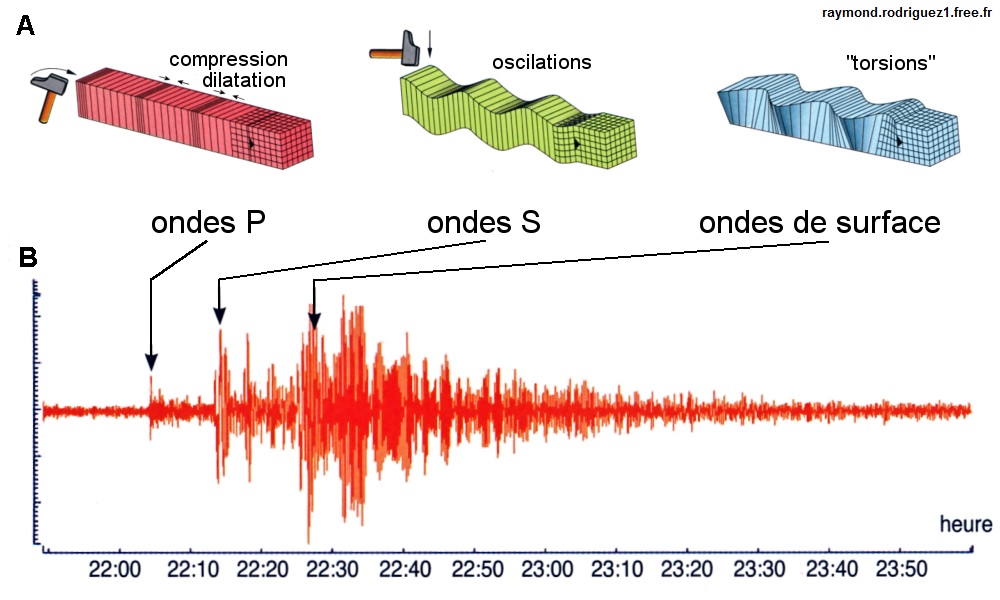 raymond.rodriguez1.free.fr
A
compression
dilatation
oscilations
"torsions"
ondes P
ondes S
ondes de surface
B
heure
22:00 22:10 22:20 22:30 22:40 22:50 23:00 23:10 23:20 23:30 23:40 23:50